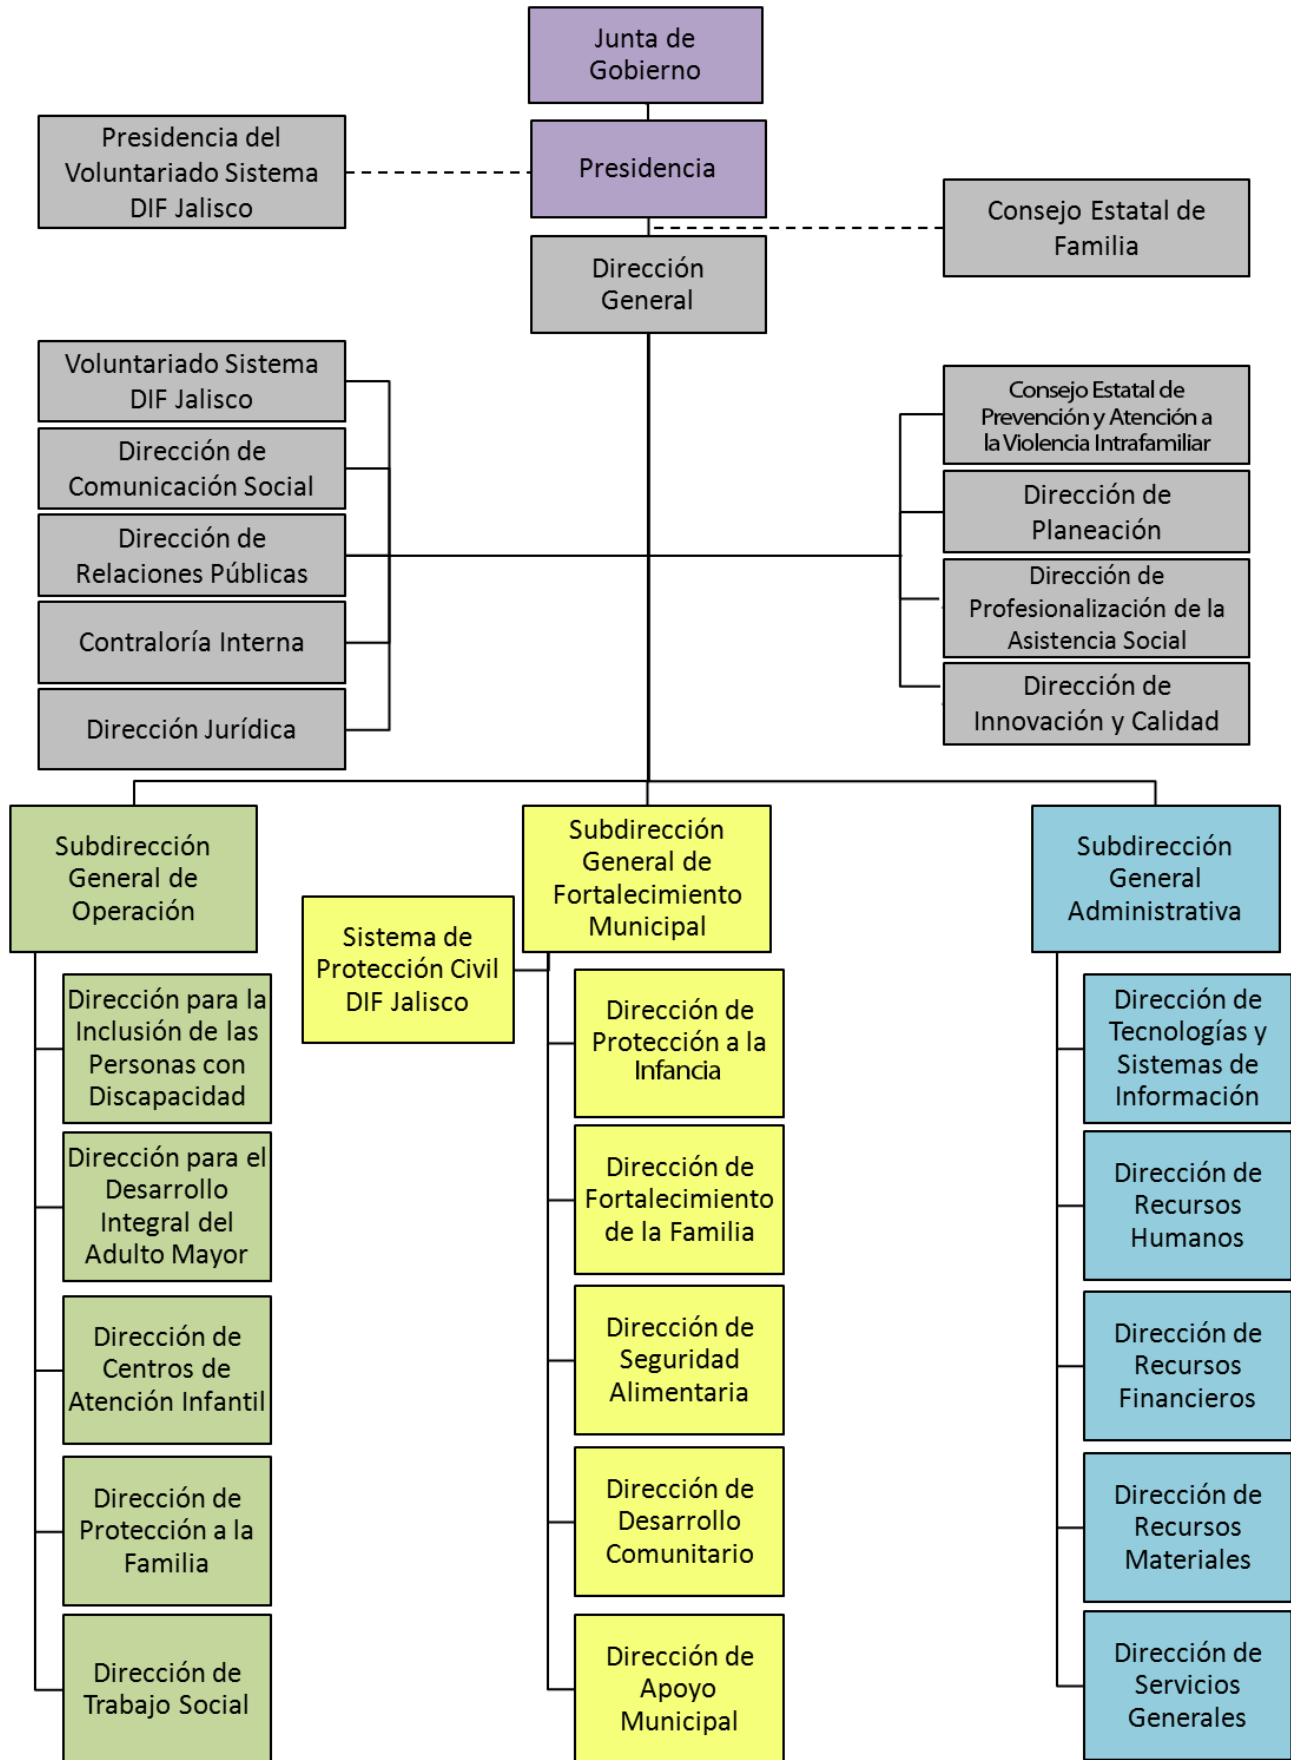 Junta de
Gobierno
Presidencia del
Voluntariado Sistema
DIF Jalisco
Presidencia
Consejo Estatal de
Familia
Dirección
General
Voluntariado Sistema
DIF Jalisco
Dirección de
Comunicación Social
Dirección de
Relaciones Públicas
Contraloría Interna
Dirección Jurídica
Consejo Estatal de
Prevención y Atención a
la Violencia Intrafamiliar
Dirección de
Planeación
Dirección de
Profesionalización de la
Asistencia Social
Dirección de
Innovación y Calidad
Subdirección
General de
Operación
Dirección para la
Inclusión de las
Personas con
Discapacidad
Dirección para el
Desarrollo
Integral del
Adulto Mayor
Dirección de
Centros de
Atención Infantil
Dirección de
Protección a la
Familia
Dirección de
Trabajo Social
Subdirección
General de
Fortalecimiento
Municipal
Sistema de
Protección Civil
DIF Jalisco
Dirección de
Protección a la
Infancia
Dirección de
Fortalecimiento
de la Familia
Dirección de
Seguridad
Alimentaria
Dirección de
Desarrollo
Comunitario
Dirección de
Apoyo
Municipal
Subdirección
General
Administrativa
Dirección de
Tecnologías y
Sistemas de
Información
Dirección de
Recursos
Humanos
Dirección de
Recursos
Financieros
Dirección de
Recursos
Materiales
Dirección de
Servicios
Generales